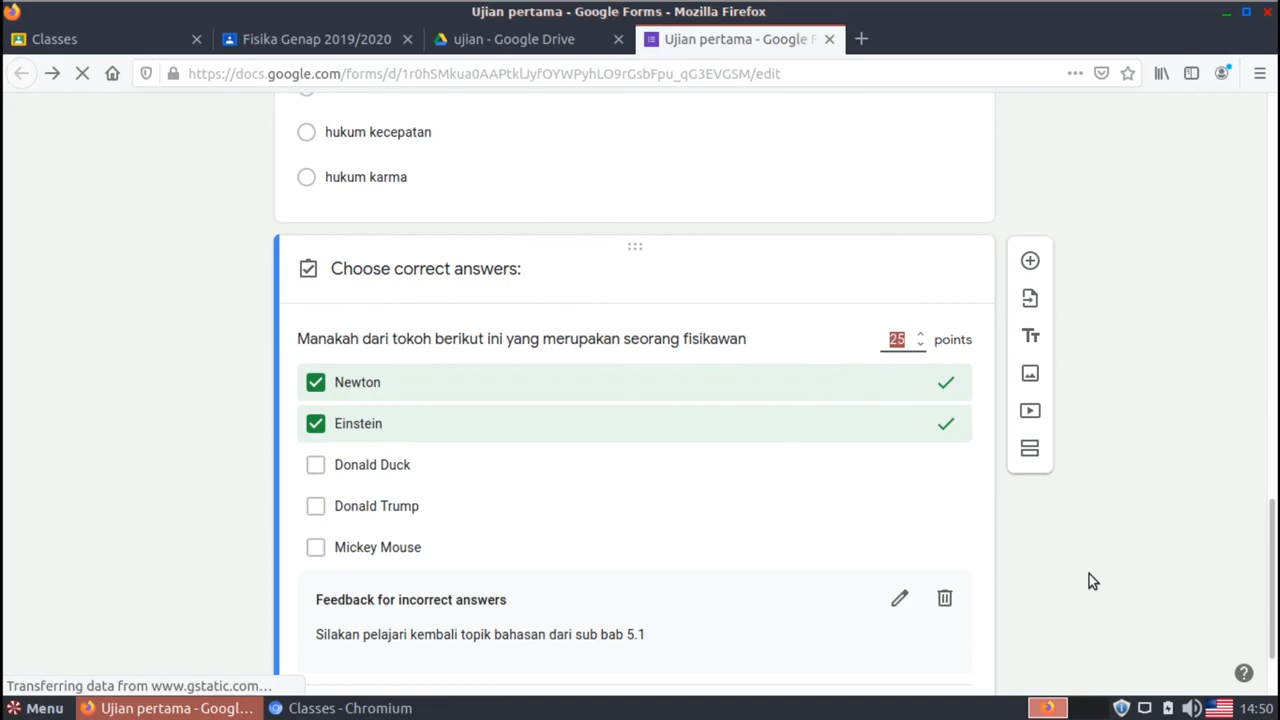 Ujian pertama - Google Forms - Mozilla Firefox
Classes
Fisika Genap 2019/2020
ujian - Google Drive
Ujian pertama - Google F
https://docs.google.com/forms/d/1r0hSMkua0AAPtklJyfOYWPyhLO9rGsbFpu_qG3EVGSM/edit
hukum kecepatan
hukum karma
Choose correct answers:
Manakah dari tokoh berikut ini yang merupakan seorang fisikawan 25 points
Newton
Einstein
Donald Duck
Donald Trump
Mickey Mouse
Feedback for incorrect answers
Silakan pelajari kembali topik bahasan dari sub bab 5.1
Transferring data from www.gstatic.com...
Menu
Ujian pertama - Googl...
Classes - Chromium
14:50